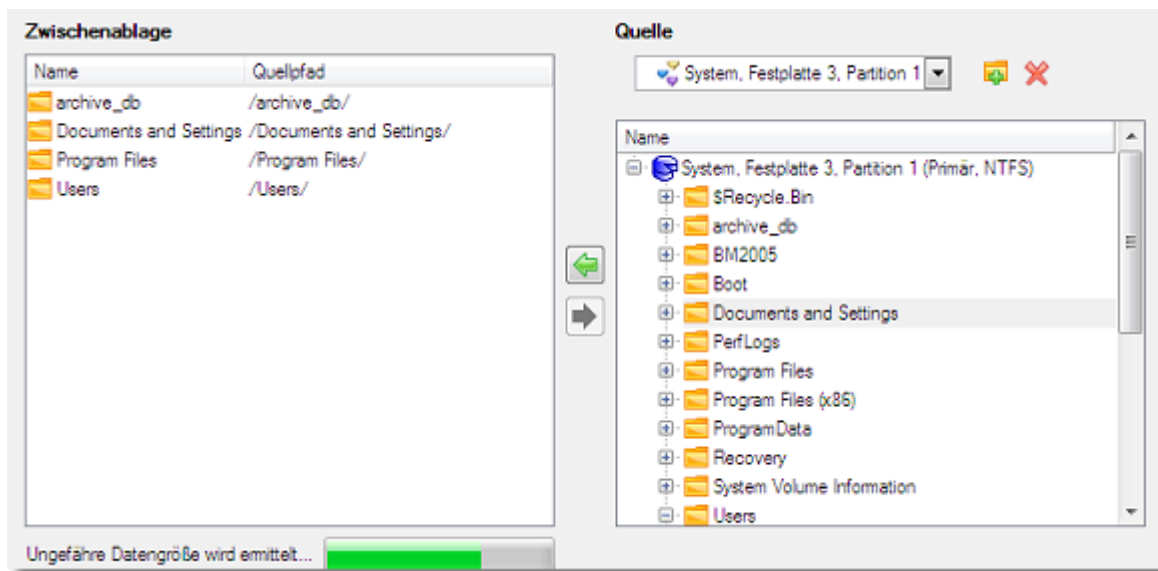 Zwischenablage
Name Quellpfad
archive_db /archive_db/
Documents and Settings /Documents and Settings/
Program Files /Program Files/
Users /Users/
Ungefähre Datengröße wird ermittelt...
Quelle
System, Festplatte 3, Partition 1
Name
System, Festplatte 3, Partition 1 (Primär, NTFS)
$Recycle.Bin
archive_db
BM2005
Boot
Documents and Settings
PerfLogs
Program Files
Program Files (x86)
ProgramData
Recovery
System Volume Information
Users